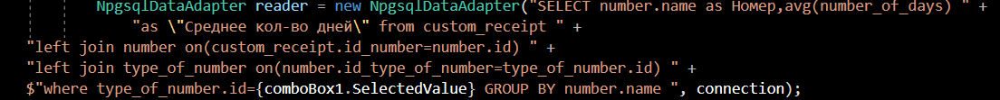 NpgsqlDataAdapter reader = new NpgsqlDataAdapter("SELECT number.name as Номер,avg(number_of_days) " +
"as \"Среднее кол-во дней\" from custom_receipt " +
"left join number on(custom_receipt.id_number=number.id) " +
"left join type_of_number on(number.id_type_of_number=type_of_number.id) " +
$"where type_of_number.id={comboBox1.SelectedValue} GROUP BY number.name ", connection);